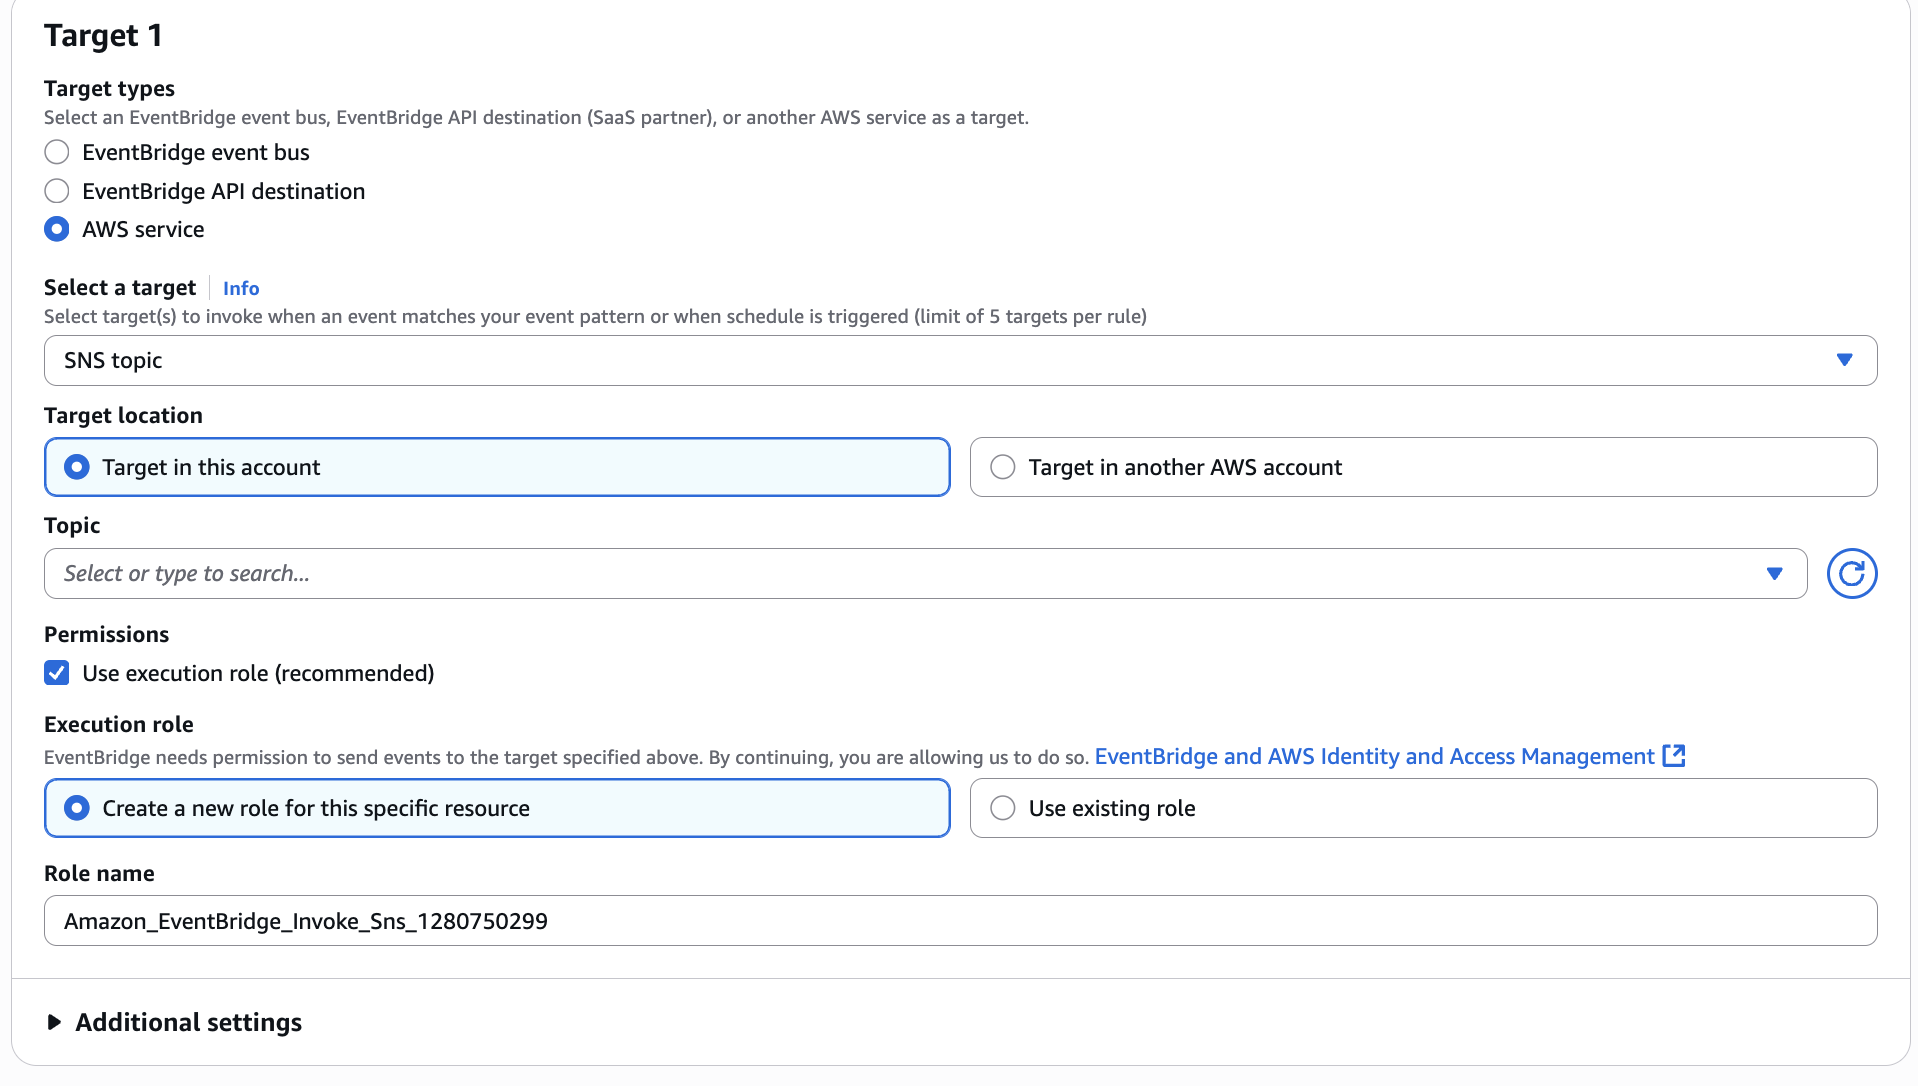 Target 1
Target types
Select an EventBridge event bus, EventBridge API destination (SaaS partner), or another AWS service as a target.
EventBridge event bus
EventBridge API destination
AWS service
Select a target Info
Select target(s) to invoke when an event matches your event pattern or when schedule is triggered (limit of 5 targets per rule)
SNS topic
Target location
Target in this account Target in another AWS account
Topic
Select or type to search...
Permissions
Use execution role (recommended)
Execution role
EventBridge needs permission to send events to the target specified above. By continuing, you are allowing us to do so. EventBridge and AWS Identity and Access Management
Create a new role for this specific resource Use existing role
Role name
Amazon_EventBridge_Invoke_Sns_1280750299
Additional settings